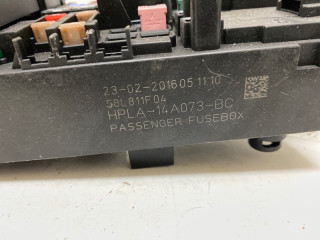 23-02-2016 05 11 10
58L811F04
HPLA-14A073-BC
PASSENGER FUSEBOX